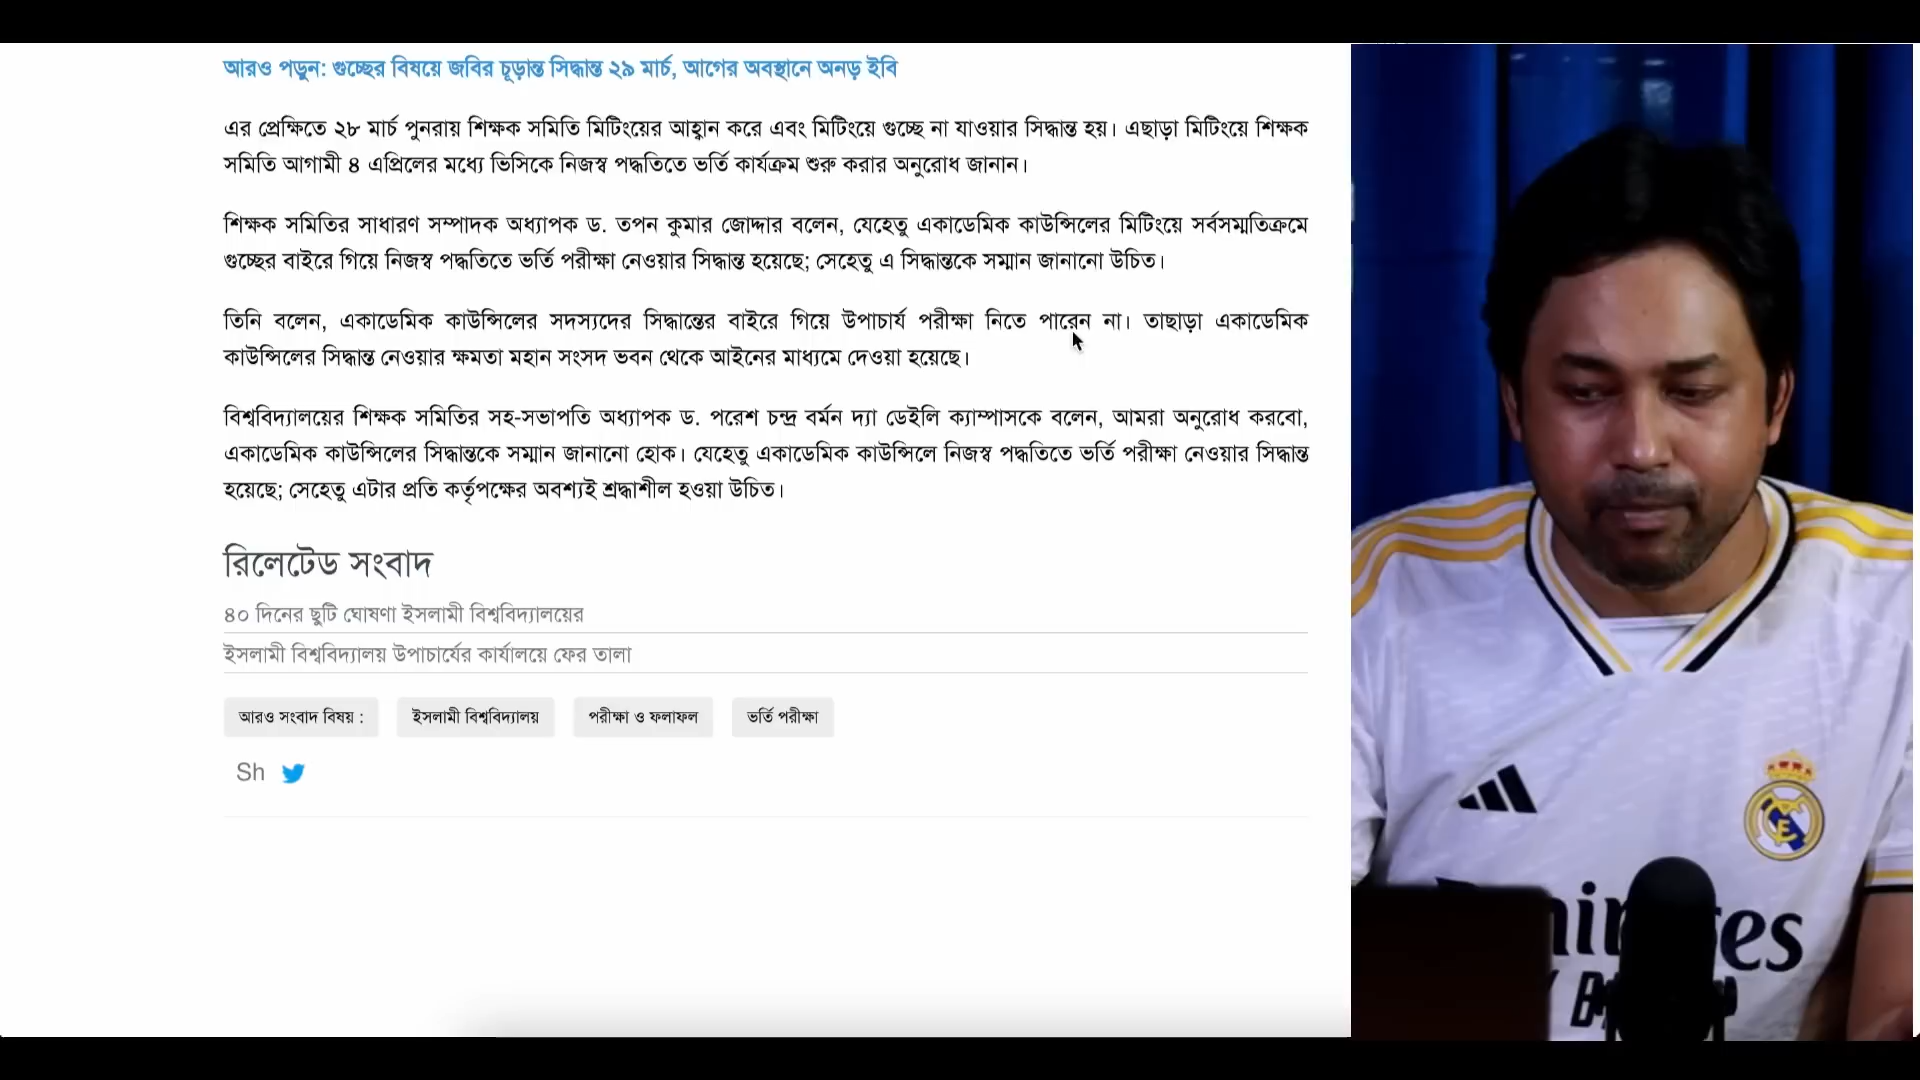 আরও পড়ুন: গুচ্ছের বিষয়ে জবির চূড়ান্ত সিদ্ধান্ত ২৯ মার্চ, আগের অবস্থানে অনড় ইবি
এর প্রেক্ষিতে ২৮ মার্চ পুনরায় শিক্ষক সমিতি মিটিংয়ের আহ্বান করে এবং মিটিংয়ে গুচ্ছে না যাওয়ার সিদ্ধান্ত হয়। এছাড়া মিটিংয়ে শিক্ষক
সমিতি আগামী ৪ এপ্রিলের মধ্যে ভিসিকে নিজস্ব পদ্ধতিতে ভর্তি কার্যক্রম শুরু করার অনুরোধ জানান।
শিক্ষক সমিতির সাধারণ সম্পাদক অধ্যাপক ড. তপন কুমার জোদ্দার বলেন, যেহেতু একাডেমিক কাউন্সিলের মিটিংয়ে সর্বসম্মতিক্রমে
গুচ্ছের বাইরে গিয়ে নিজস্ব পদ্ধতিতে ভর্তি পরীক্ষা নেওয়ার সিদ্ধান্ত হয়েছে; সেহেতু এ সিদ্ধান্তকে সম্মান জানানো উচিত।
তিনি বলেন, একাডেমিক কাউন্সিলের সদস্যদের সিদ্ধান্তের বাইরে গিয়ে উপাচার্য পরীক্ষা নিতে পারেন না। তাছাড়া একাডেমিক
কাউন্সিলের সিদ্ধান্ত নেওয়ার ক্ষমতা মহান সংসদ ভবন থেকে আইনের মাধ্যমে দেওয়া হয়েছে।
বিশ্ববিদ্যালয়ের শিক্ষক সমিতির সহ-সভাপতি অধ্যাপক ড. পরেশ চন্দ্র বর্মন দ্যা ডেইলি ক্যাম্পাসকে বলেন, আমরা অনুরোধ করবো,
একাডেমিক কাউন্সিলের সিদ্ধান্তকে সম্মান জানানো হোক। যেহেতু একাডেমিক কাউন্সিলে নিজস্ব পদ্ধতিতে ভর্তি পরীক্ষা নেওয়ার সিদ্ধান্ত
হয়েছে; সেহেতু এটার প্রতি কর্তৃপক্ষের অবশ্যই শ্রদ্ধাশীল হওয়া উচিত।
রিলেটেড সংবাদ
৪০ দিনের ছুটি ঘোষণা ইসলামী বিশ্ববিদ্যালয়ের
ইসলামী বিশ্ববিদ্যালয় উপাচার্যের কার্যালয়ে ফের তালা
আরও সংবাদ বিষয় : ইসলামী বিশ্ববিদ্যালয় পরীক্ষা ও ফলাফল ভর্তি পরীক্ষা
Sh